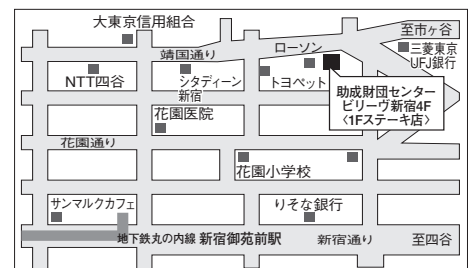 大東京信用組合
至市ヶ谷
靖国通り
ローソン
三菱東京
UFJ銀行
NTT四谷
シタディーン
新宿
トヨペット
助成財団センター
ビリーヴ新宿4F
〈1Fステーキ店〉
花園医院
花園通り
花園小学校
サンマルクカフェ
りそな銀行
地下鉄丸の内線 新宿御苑前駅
新宿通り
至四谷